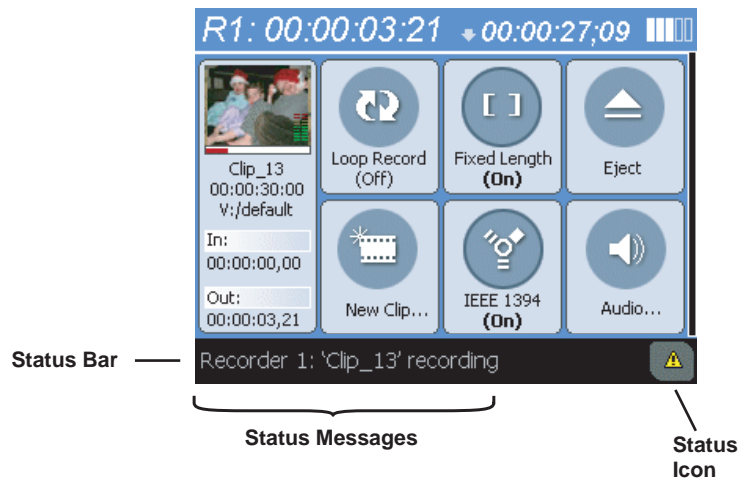 R1: 00:00:03:21 00:00:27;09
Clip_13
00:00:30:00
V:/default
In:
00:00:00,00
Out:
00:00:03,21
Loop Record
(Off)
Fixed Length
(On)
Eject
New Clip...
IEEE 1394
(On)
Audio...
Status Bar
Recorder 1: 'Clip_13' recording
Status Messages
Status
Icon